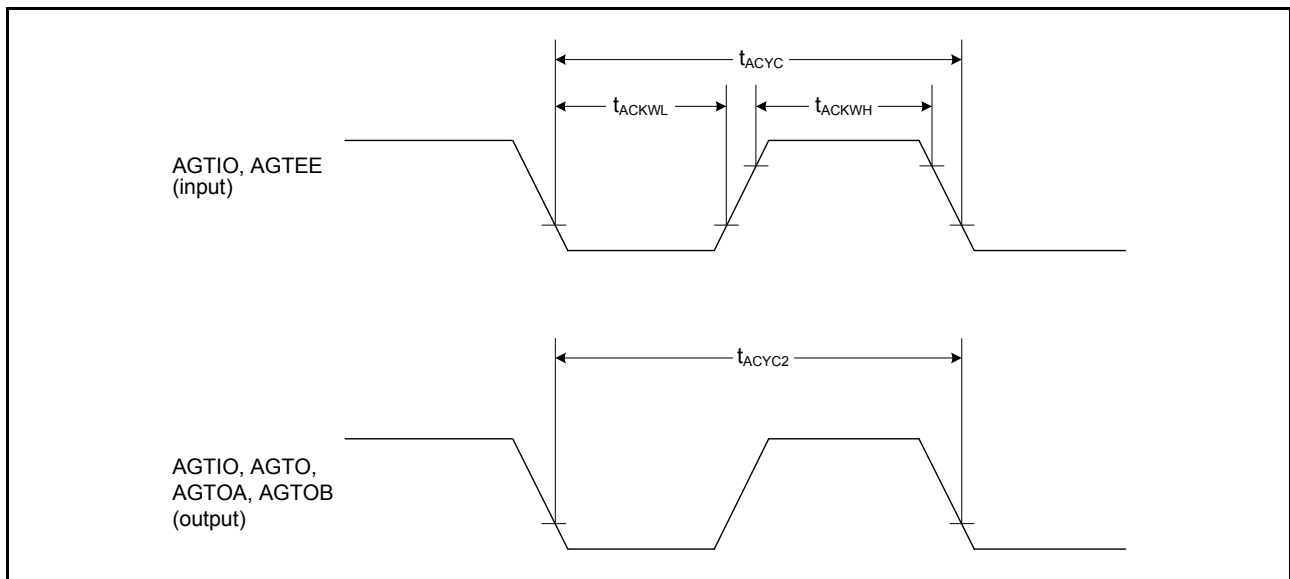 tACYC
tACKWL
tACKWH
AGTIO, AGTEE
(input)
tACYC2
AGTIO, AGTO,
AGTOA, AGTOB
(output)